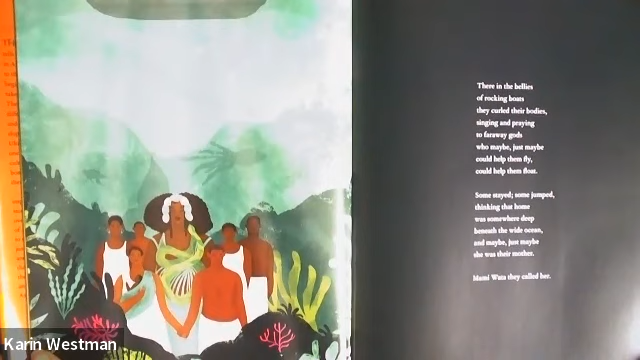 There in the bellies
of rocking boats
they curled their bodies,
singing and praying
to faraway gods
who maybe, just maybe
could help them fly,
could help them float.
Some stayed; some jumped,
thinking that home
was somewhere deep
beneath the wide ocean,
and maybe, just maybe
she was their mother.
Mami Wata they called her.
Karin Westman